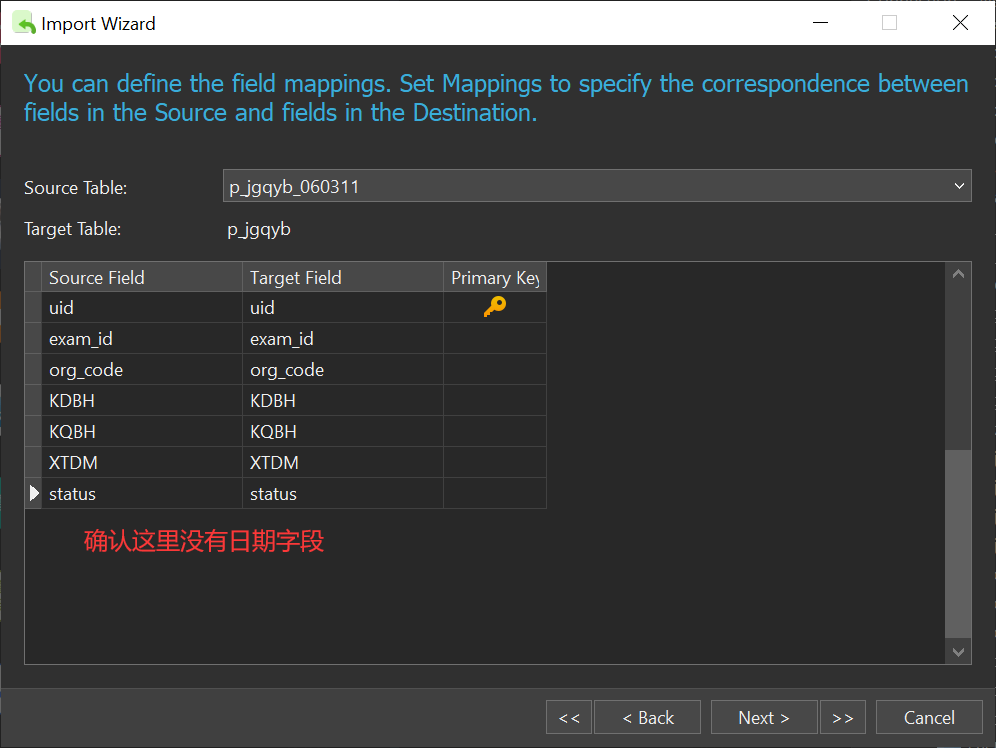 Import Wizard
You can define the field mappings. Set Mappings to specify the correspondence between
fields in the Source and fields in the Destination.
Source Table: p_jgqyb_060311
Target Table: p_jgqyb
Source Field Target Field Primary Key
uid uid
exam_id exam_id
org_code org_code
KDBH KDBH
KQBH KQBH
XTDM XTDM
status status
确认这里没有日期字段
<< < Back Next > >> Cancel